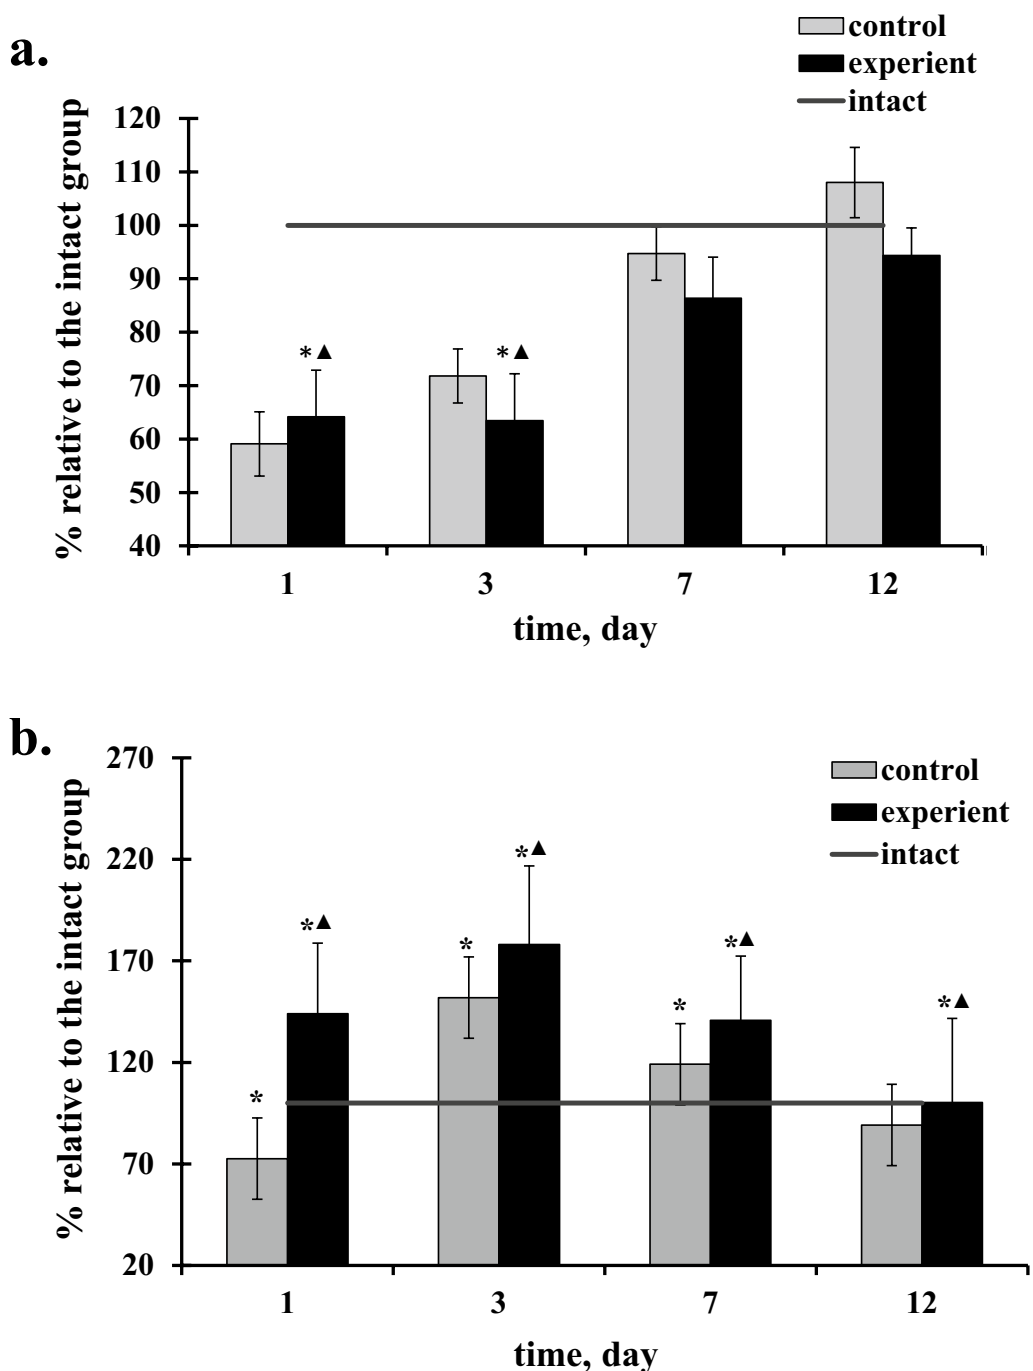 a.
control
experient
intact
% relative to the intact group
120
110
100
90
80
70
60
50
40
*▲
*▲
1 3 7 12
time, day
b.
control
experient
intact
% relative to the intact group
270
220
170
120
70
20
*
*▲
*
*▲
*
*▲
*▲
1 3 7 12
time, day